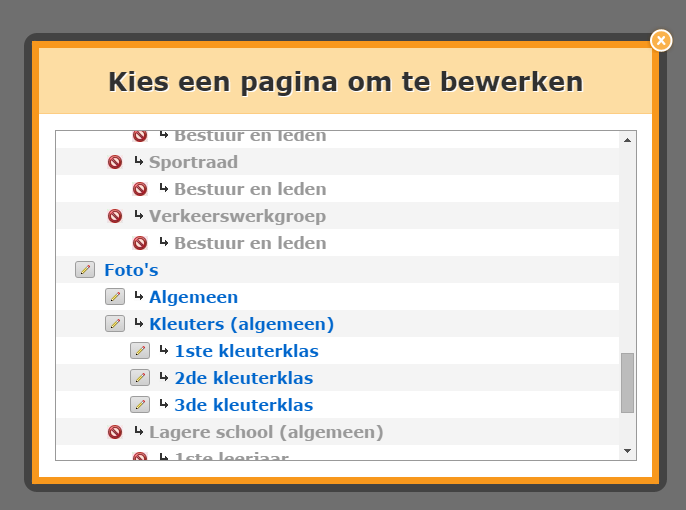 Kies een pagina om te bewerken
Bestuur en leden
Sportraad
Bestuur en leden
Verkeerswerkgroep
Bestuur en leden
Foto's
Algemeen
Kleuters (algemeen)
1ste kleuterklas
2de kleuterklas
3de kleuterklas
Lagere school (algemeen)
1ste leerjaar